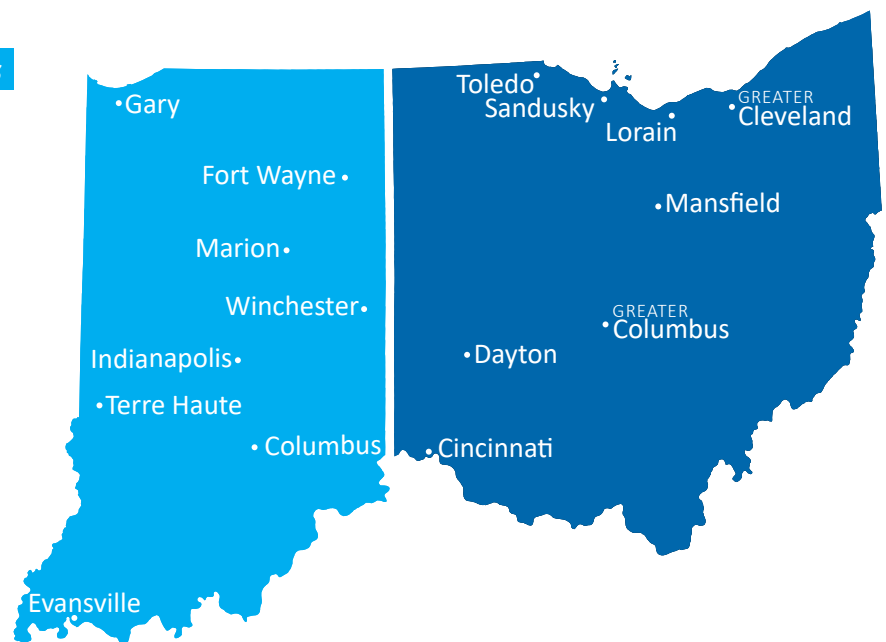 Gary
Fort Wayne
Marion
Winchester
Indianapolis
Terre Haute
Columbus
Evansville
Toledo
Sandusky
Lorain
GREATER
Cleveland
Mansfield
GREATER
Columbus
Dayton
Cincinnati